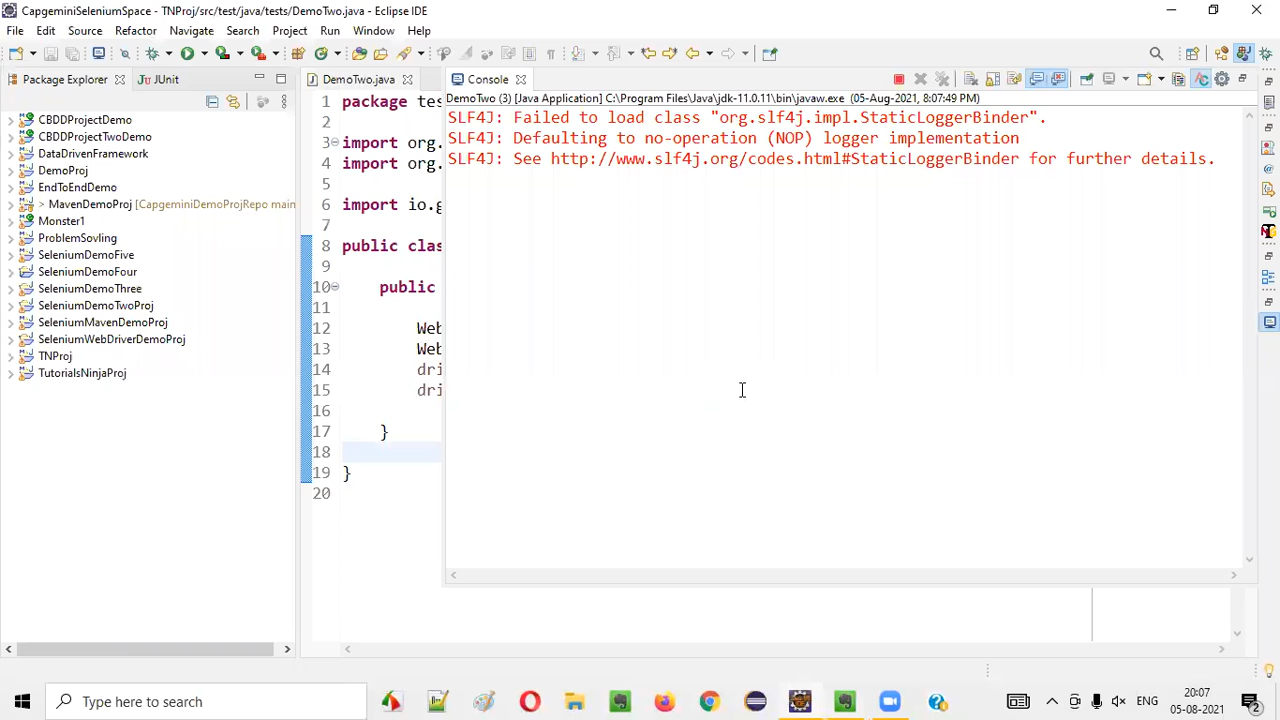 CapgeminiSeleniumSpace - TNProj/src/test/java/tests/DemoTwo.java - Eclipse IDE
File Edit Source Refactor Navigate Search Project Run Window Help
Package Explorer JUnit
DemoTwo.java
Console
DemoTwo (3) [Java Application] C:\Program Files\Java\jdk-11.0.11\bin\javaw.exe (05-Aug-2021, 8:07:49 PM)
SLF4J: Failed to load class "org.slf4j.impl.StaticLoggerBinder".
SLF4J: Defaulting to no-operation (NOP) logger implementation
SLF4J: See http://www.slf4j.org/codes.html#StaticLoggerBinder for further details.
CBDDProjectDemo
CBDDProjectTwoDemo
DataDrivenFramework
DemoProj
EndToEndDemo
> MavenDemoProj [CapgeminiDemoProjRepo main
Monster1
ProblemSovling
SeleniumDemoFive
SeleniumDemoFour
SeleniumDemoThree
SeleniumDemoTwoProj
SeleniumMavenDemoProj
SeleniumWebDriverDemoProj
TNProj
TutorialsNinjaProj
1 package tes
2
3 import org.
4 import org.
5
6 import io.g
7
8 public clas
9
10 public
11
12 Web
13 Web
14 dri
15 dri
16
17 }
18
19 }
20
Type here to search
ENG
20:07
05-08-2021
2